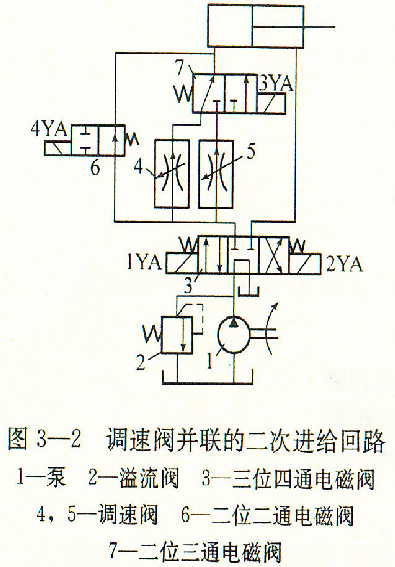 7
3YA
4YA
6
4
5
1YA
2YA
3
2
1
图 3—2 调速阀并联的二次进给回路
1—泵 2—溢流阀 3—三位四通电磁阀
4,5—调速阀 6—二位二通电磁阀
7—二位三通电磁阀